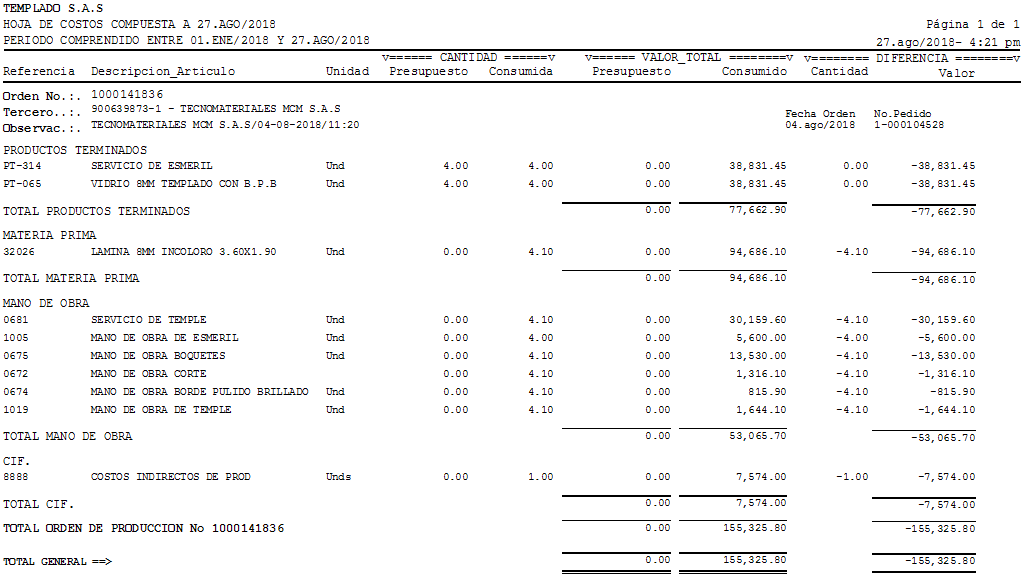 TEMPLADO S.A.S
HOJA DE COSTOS COMPUESTA A 27.AGO/2018 Página 1 de 1
PERIODO COMPRENDIDO ENTRE 01.ENE/2018 Y 27.AGO/2018 27.ago/2018- 4:21 pm
v====== CANTIDAD ======v v====== VALOR_TOTAL ========v v======== DIFERENCIA ========v
Referencia Descripcion_Articulo Unidad Presupuesto Consumida Presupuesto Consumido Cantidad Valor
Orden No.:. 1000141836
Tercero..:. 900639873-1 - TECNOMATERIALES MCM S.A.S Fecha Orden No.Pedido
Observac.:. TECNOMATERIALES MCM S.A.S/04-08-2018/11:20 04.ago/2018 1-000104528
PRODUCTOS TERMINADOS
PT-314 SERVICIO DE ESMERIL Und 4.00 4.00 0.00 38,831.45 0.00 -38,831.45
PT-065 VIDRIO 8MM TEMPLADO CON B.P.B Und 4.00 4.00 0.00 38,831.45 0.00 -38,831.45
TOTAL PRODUCTOS TERMINADOS 0.00 77,662.90 -77,662.90
MATERIA PRIMA
32026 LAMINA 8MM INCOLORO 3.60X1.90 Und 0.00 4.10 0.00 94,686.10 -4.10 -94,686.10
TOTAL MATERIA PRIMA 0.00 94,686.10 -94,686.10
MANO DE OBRA
0681 SERVICIO DE TEMPLE Und 0.00 4.10 0.00 30,159.60 -4.10 -30,159.60
1005 MANO DE OBRA DE ESMERIL Und 0.00 4.00 0.00 5,600.00 -4.00 -5,600.00
0675 MANO DE OBRA BOQUETES Und 0.00 4.10 0.00 13,530.00 -4.10 -13,530.00
0672 MANO DE OBRA CORTE 0.00 4.10 0.00 1,316.10 -4.10 -1,316.10
0674 MANO DE OBRA BORDE PULIDO BRILLADO Und 0.00 4.10 0.00 815.90 -4.10 -815.90
1019 MANO DE OBRA DE TEMPLE Und 0.00 4.10 0.00 1,644.10 -4.10 -1,644.10
TOTAL MANO DE OBRA 0.00 53,065.70 -53,065.70
CIF.
8888 COSTOS INDIRECTOS DE PROD Unds 0.00 1.00 0.00 7,574.00 -1.00 -7,574.00
TOTAL CIF. 0.00 7,574.00 -7,574.00
TOTAL ORDEN DE PRODUCCION No 1000141836 0.00 155,325.80 -155,325.80
TOTAL GENERAL ==> 0.00 155,325.80 -155,325.80